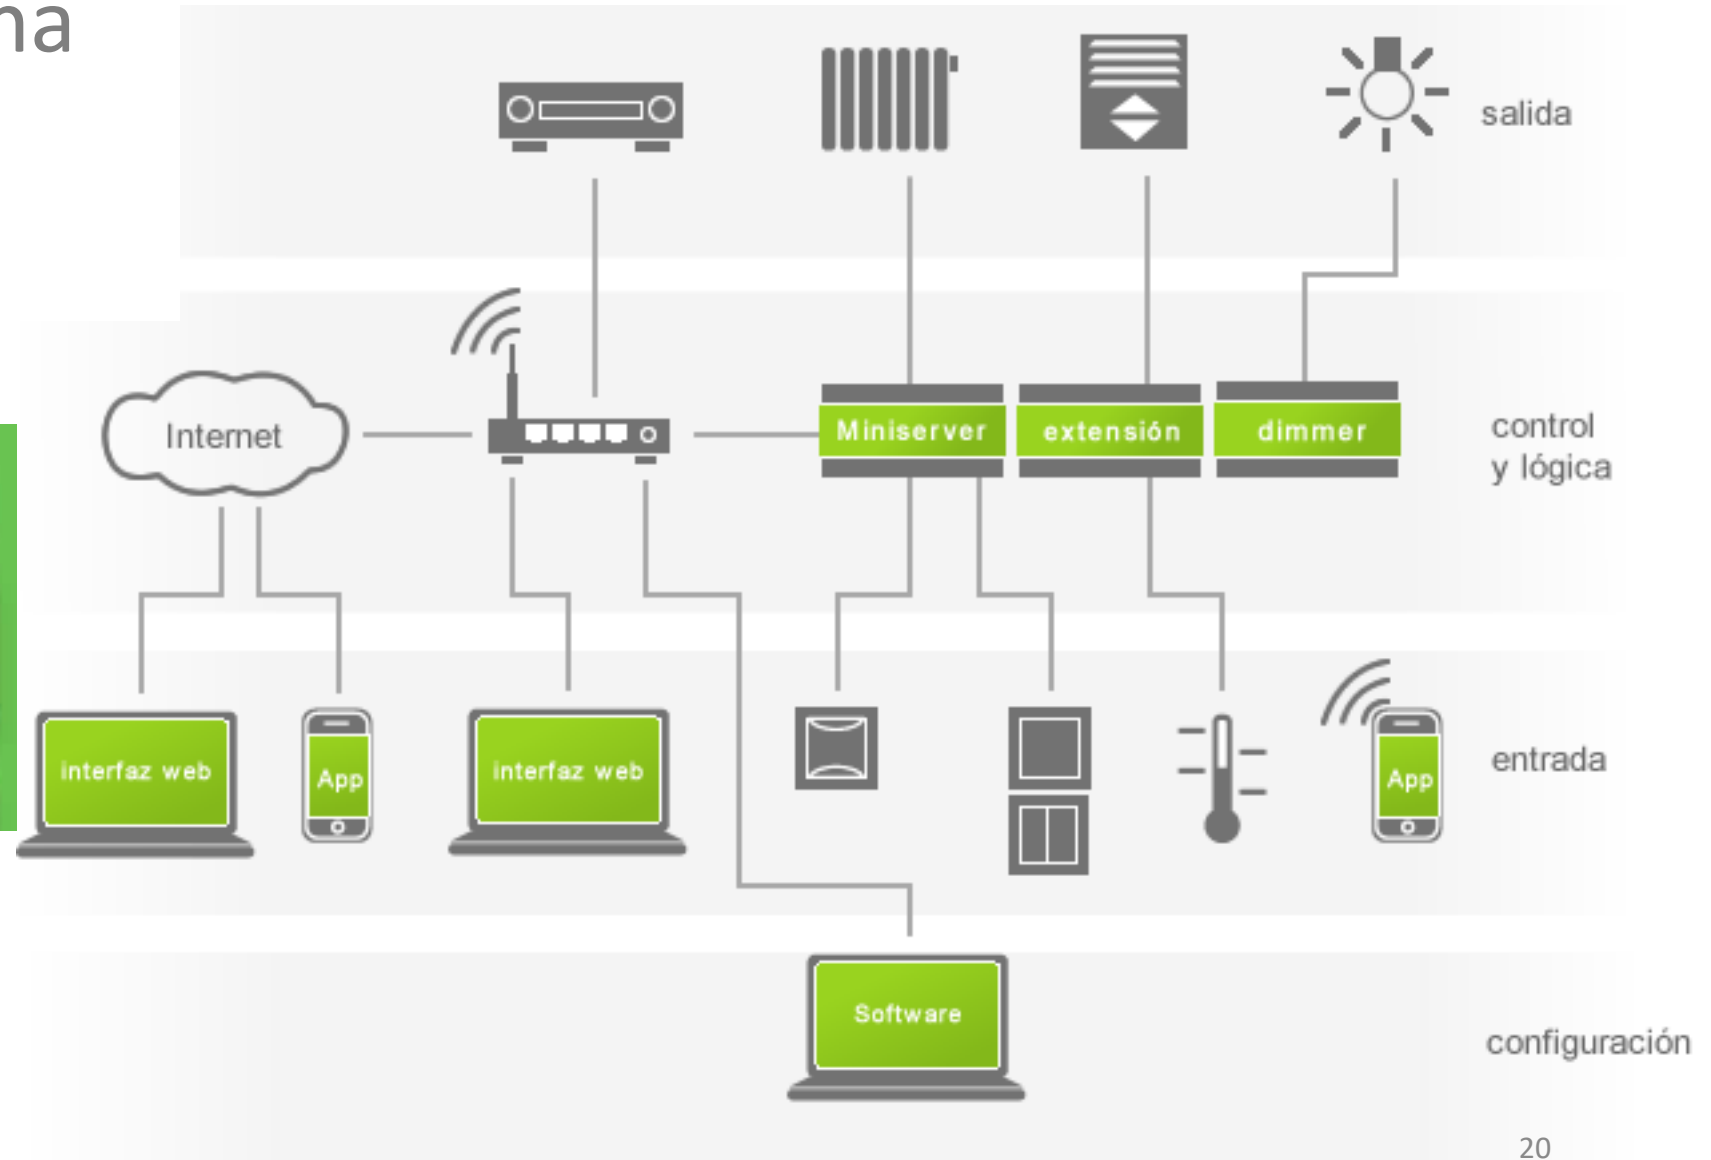 na
salida
Internet
Miniserver
extensión
dimmer
control
y lógica
interfaz web
App
interfaz web
App
entrada
Software
configuración
20